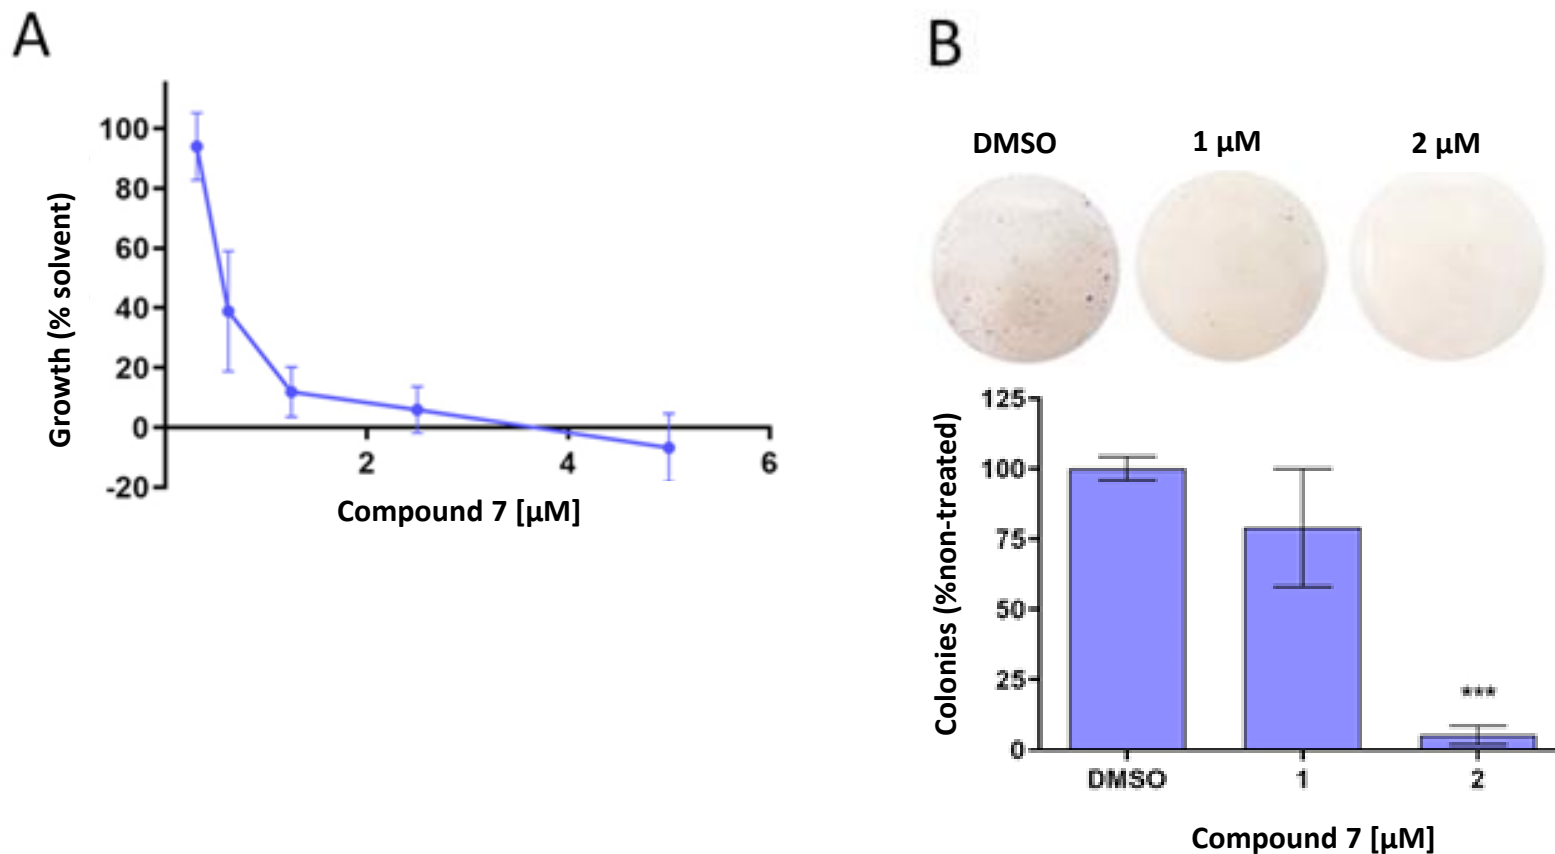 A
100
80
60
40
20
0
-20
2 4 6
Growth (% solvent)
Compound 7 [µM]
B
DMSO 1 µM 2 µM
125
100
75
50
25
0
***
DMSO 1 2
Colonies (%non-treated)
Compound 7 [µM]